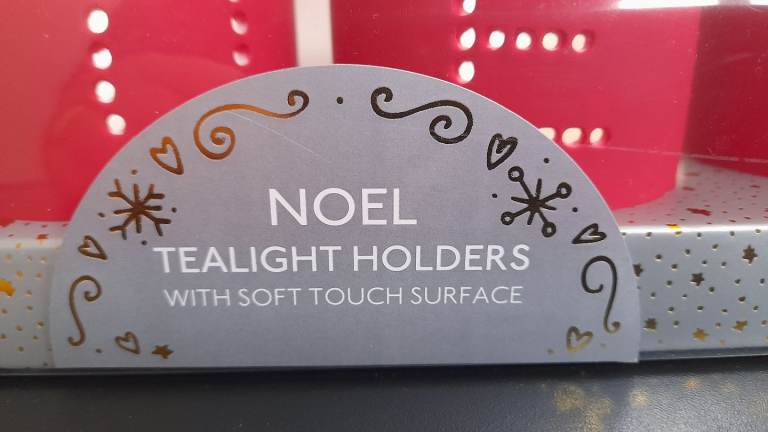 NOEL
TEALIGHT HOLDERS
WITH SOFT TOUCH SURFACE